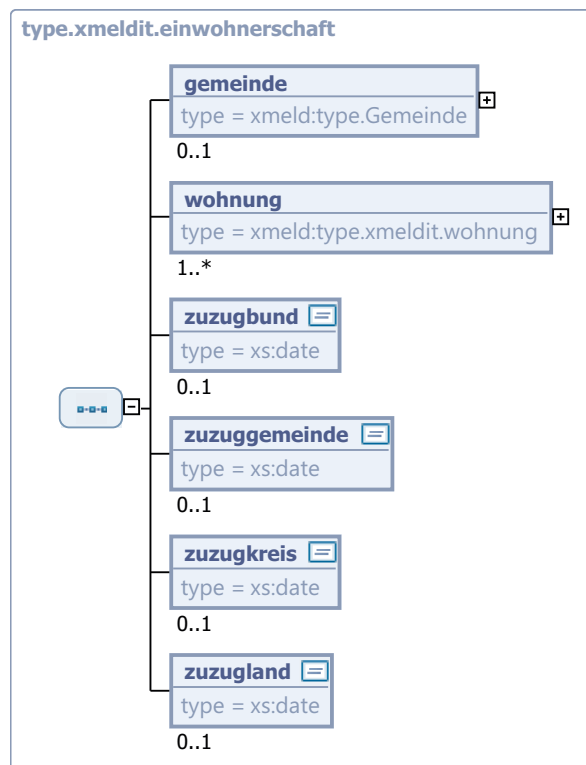 type.xmeldit.einwohnerschaft
gemeinde
type = xmeld:type.Gemeinde
0..1
wohnung
type = xmeld:type.xmeldit.wohnung
1..*
zuzugbund
type = xs:date
0..1
zuzuggemeinde
type = xs:date
0..1
zuzugkreis
type = xs:date
0..1
zuzugland
type = xs:date
0..1